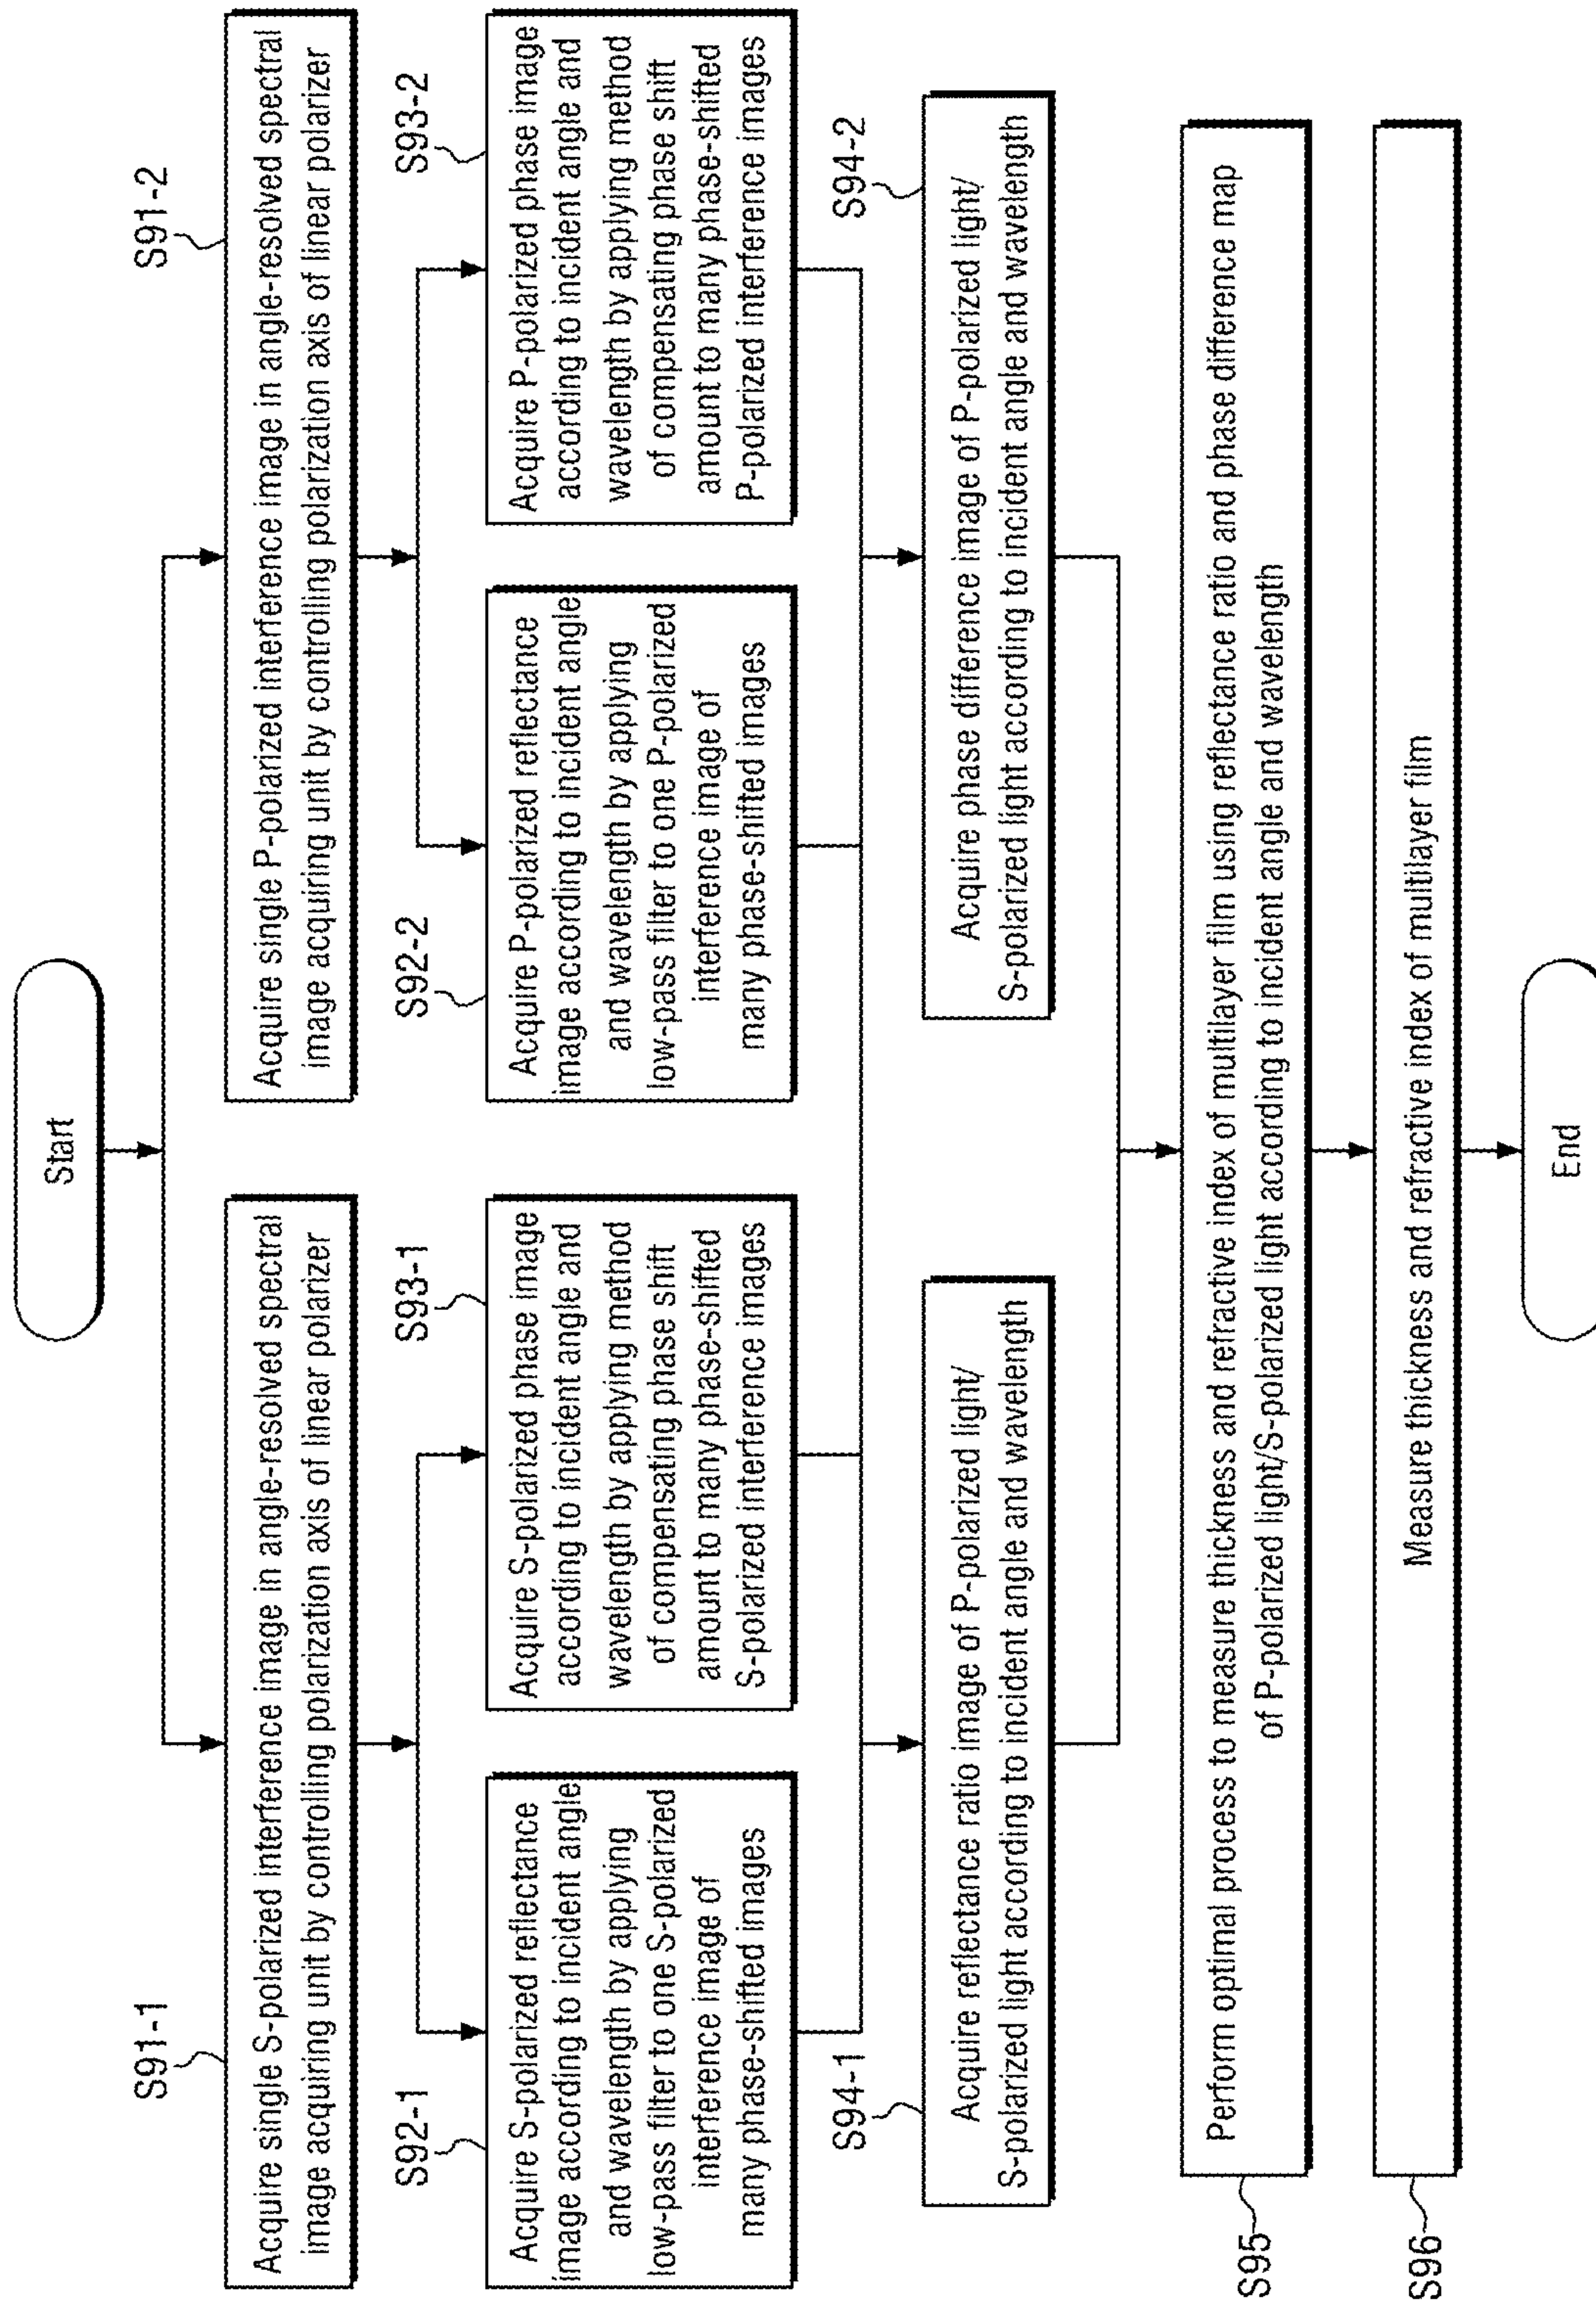 Start
S91-1
Acquire single S-polarized interference image in angle-resolved spectral
image acquiring unit by controlling polarization axis of linear polarizer
S91-2
Acquire single P-polarized interference image in angle-resolved spectral
image acquiring unit by controlling polarization axis of linear polarizer
S92-1
Acquire S-polarized reflectance
image according to incident angle
and wavelength by applying
low-pass filter to one S-polarized
interference image of
many phase-shifted images
S93-1
Acquire S-polarized phase image
according to incident angle and
wavelength by applying method
of compensating phase shift
amount to many phase-shifted
S-polarized interference images
S92-2
Acquire P-polarized reflectance
image according to incident angle
and wavelength by applying
low-pass filter to one P-polarized
interference image of
many phase-shifted images
S93-2
Acquire P-polarized phase image
according to incident angle and
wavelength by applying method
of compensating phase shift
amount to many phase-shifted
P-polarized interference images
S94-1
Acquire reflectance ratio image of P-polarized light/
S-polarized light according to incident angle and wavelength
S94-2
Acquire phase difference image of P-polarized light/
S-polarized light according to incident angle and wavelength
S95
Perform optimal process to measure thickness and refractive index of multilayer film using reflectance ratio and phase difference map
of P-polarized light/S-polarized light according to incident angle and wavelength
S96
Measure thickness and refractive index of multilayer film
End